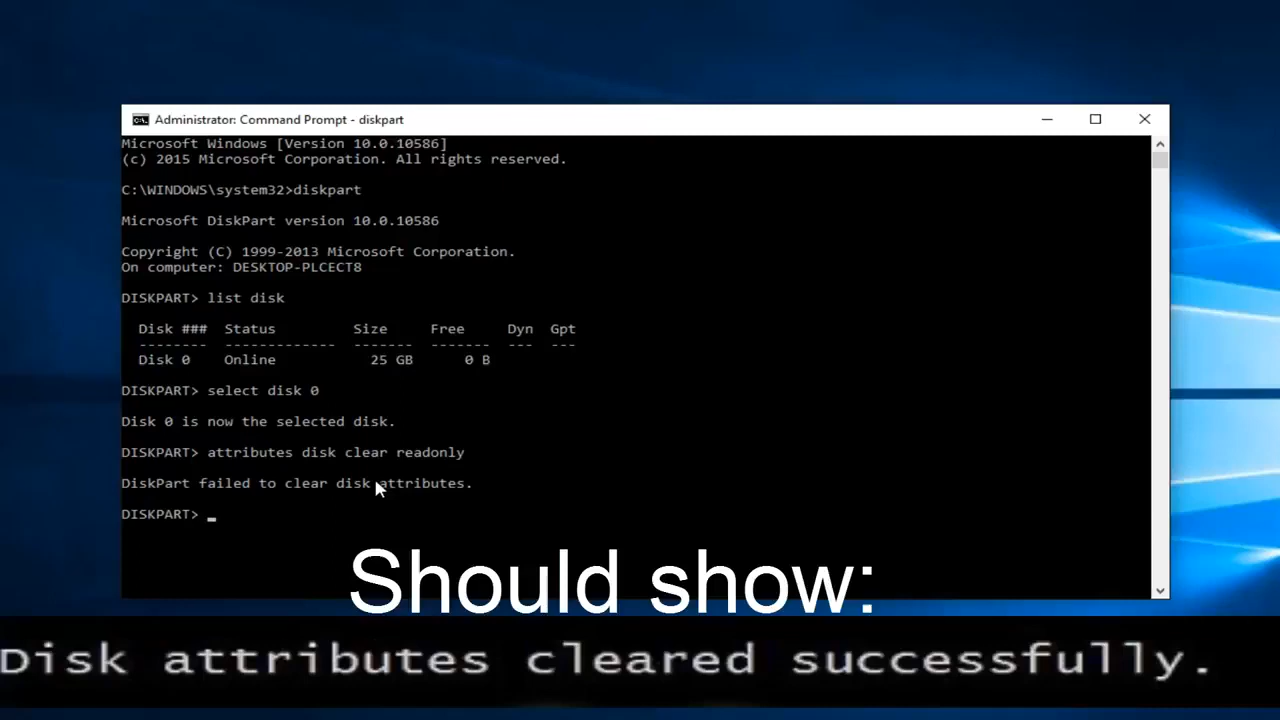 Administrator: Command Prompt - diskpart
Microsoft Windows [Version 10.0.10586]
(c) 2015 Microsoft Corporation. All rights reserved.
C:\WINDOWS\system32>diskpart
Microsoft DiskPart version 10.0.10586
Copyright (C) 1999-2013 Microsoft Corporation.
On computer: DESKTOP-PLCECT8
DISKPART> list disk
Disk ### Status Size Free Dyn Gpt
-------- ------------- ------- ------- --- ---
Disk 0 Online 25 GB 0 B
DISKPART> select disk 0
Disk 0 is now the selected disk.
DISKPART> attributes disk clear readonly
DiskPart failed to clear disk attributes.
DISKPART> _
Should show:
Disk attributes cleared successfully.